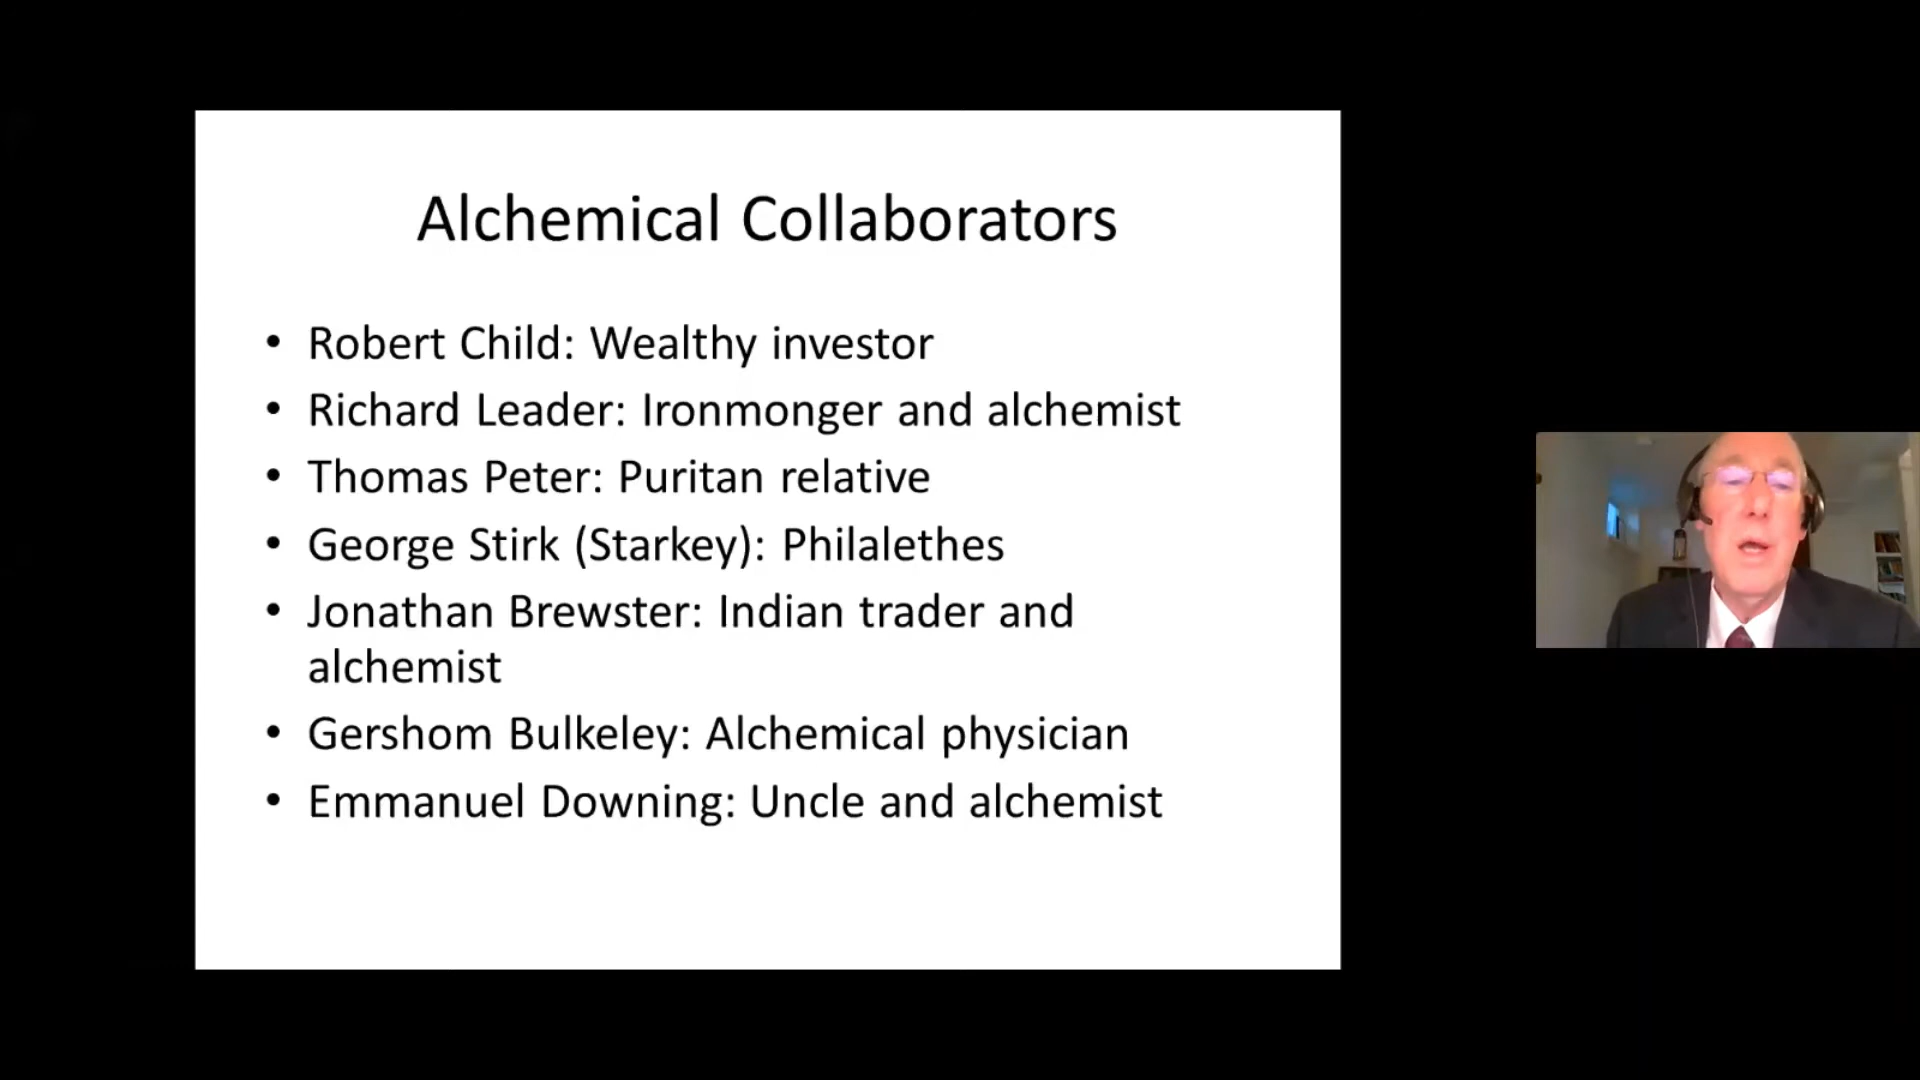 Alchemical Collaborators
• Robert Child: Wealthy investor
• Richard Leader: Ironmonger and alchemist
• Thomas Peter: Puritan relative
• George Stirk (Starkey): Philalethes
• Jonathan Brewster: Indian trader and
alchemist
• Gershom Bulkeley: Alchemical physician
• Emmanuel Downing: Uncle and alchemist